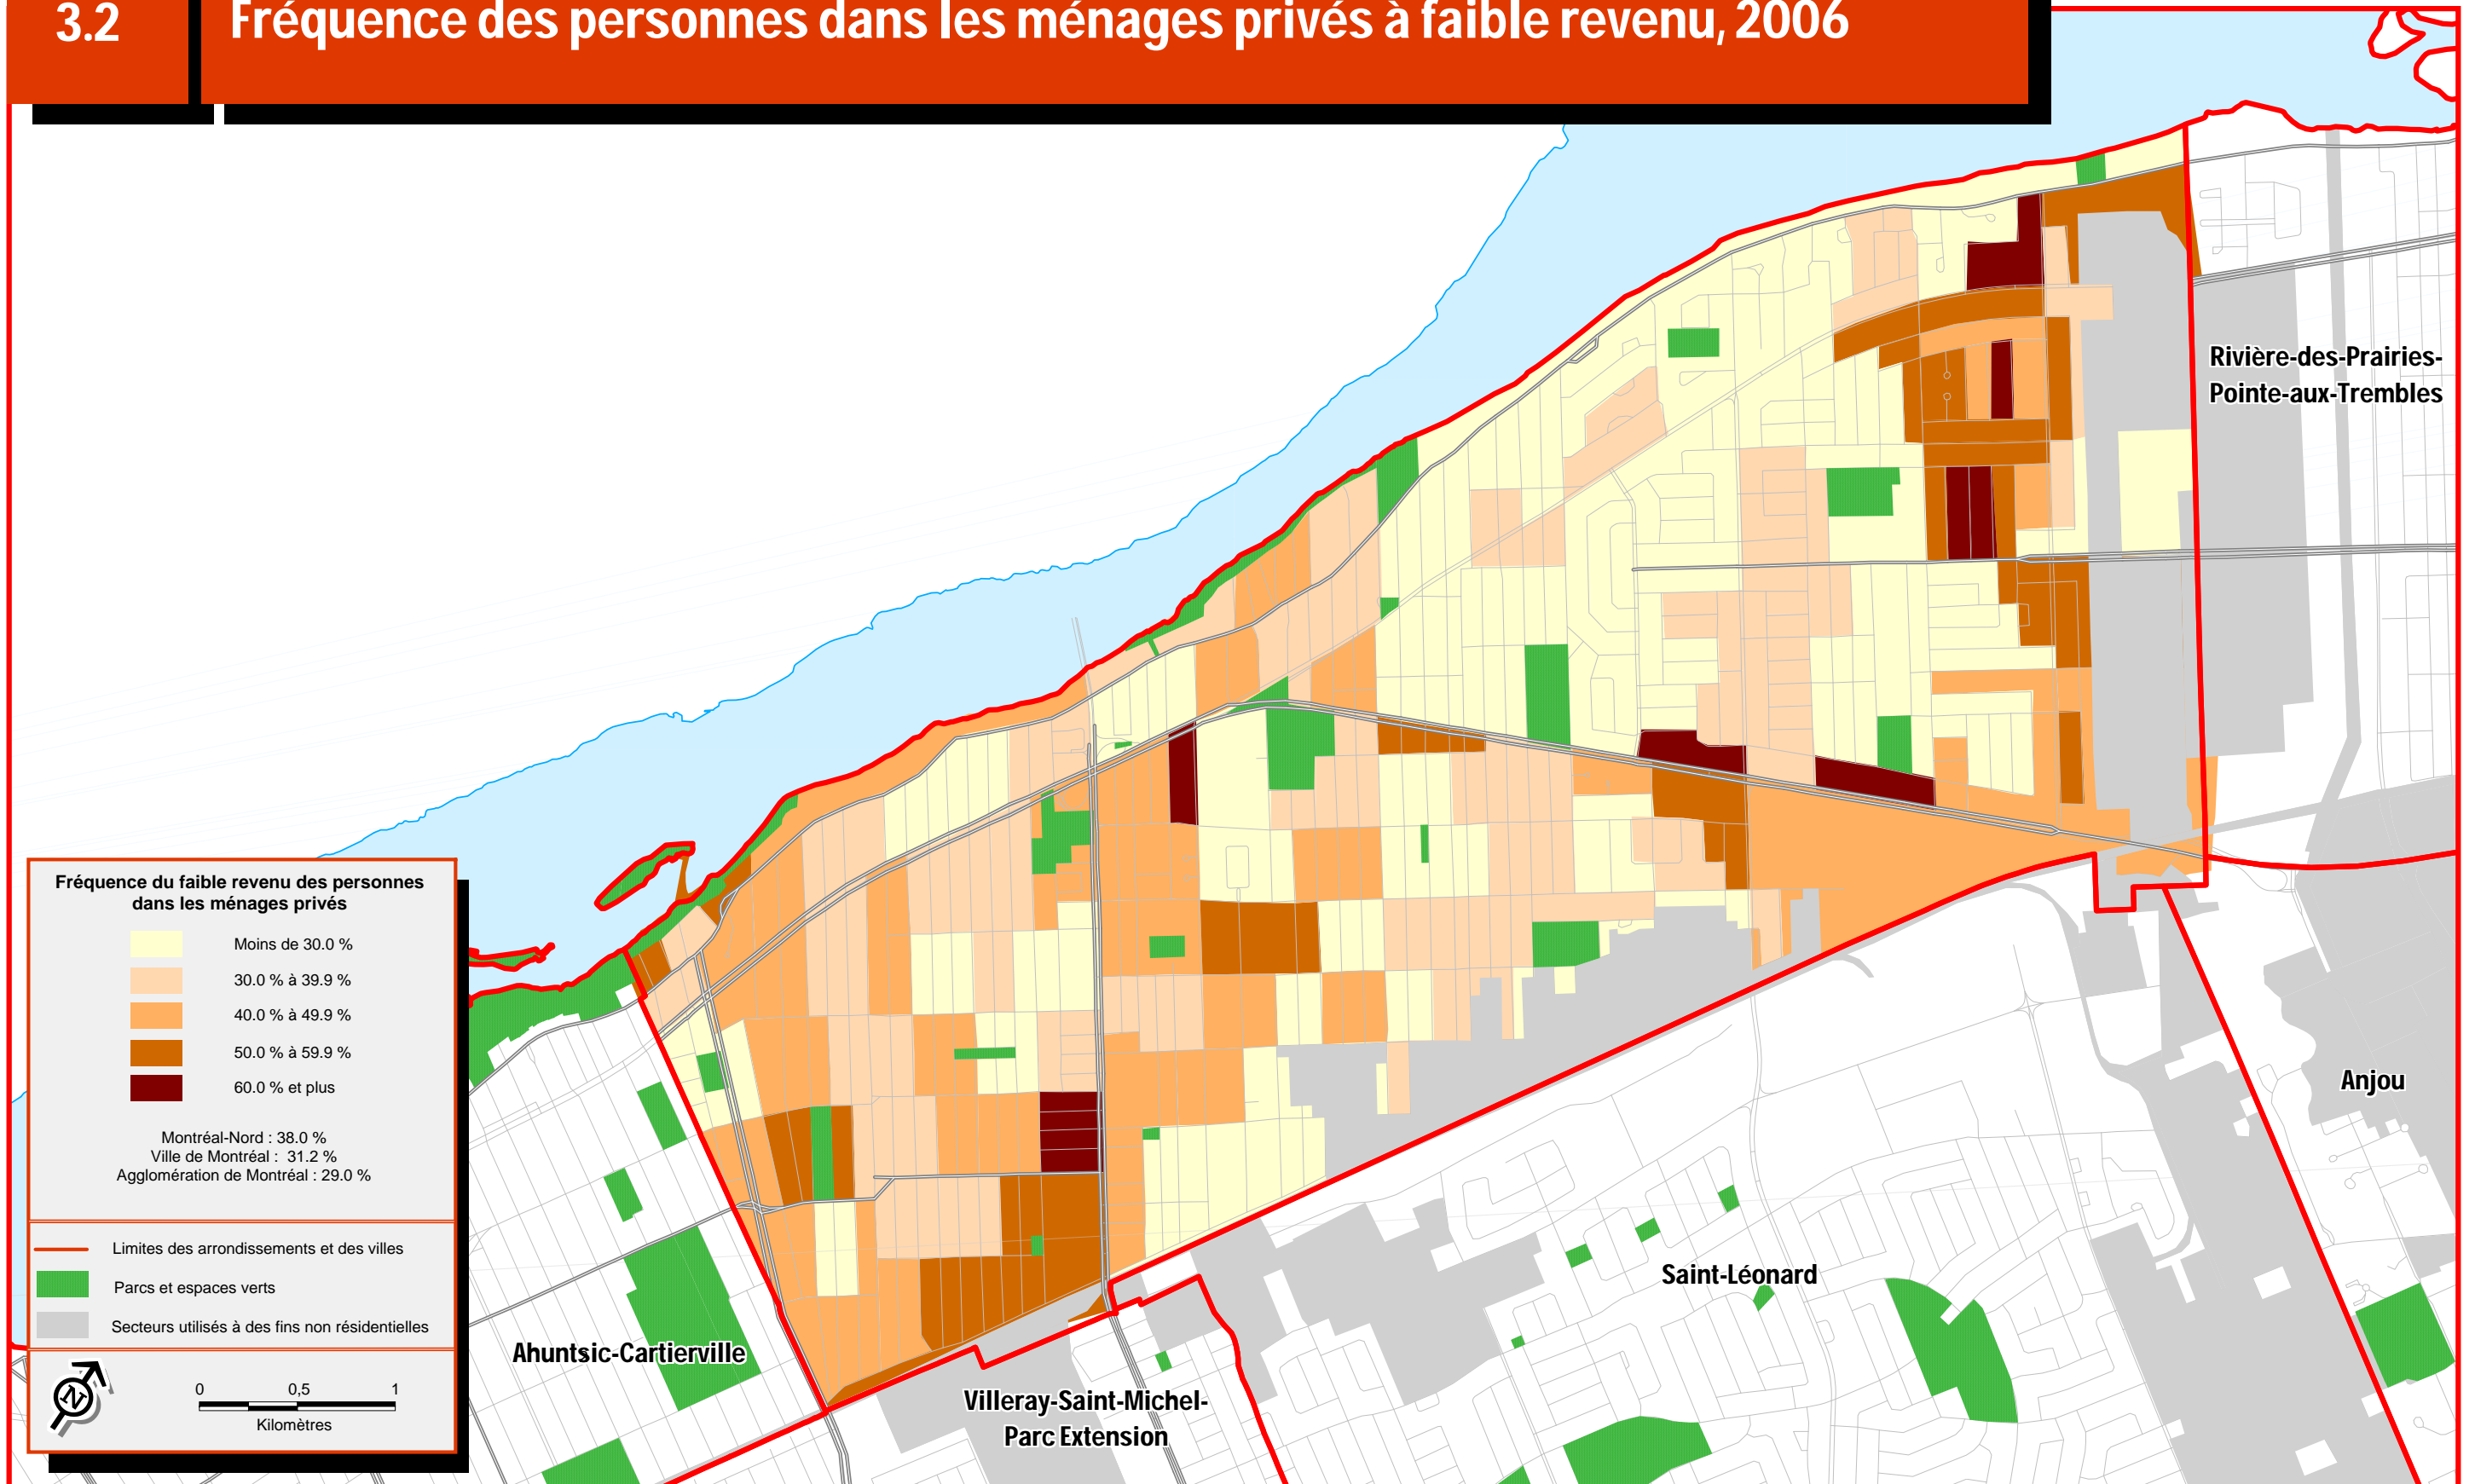 3.2
Fréquence des personnes dans les ménages privés à faible revenu, 2006
Rivière-des-Prairies-
Pointe-aux-Trembles
Fréquence du faible revenu des personnes
dans les ménages privés
Moins de 30.0 %
30.0 % à 39.9 %
40.0 % à 49.9 %
50.0 % à 59.9 %
60.0 % et plus
Montréal-Nord : 38.0 %
Ville de Montréal : 31.2 %
Agglomération de Montréal : 29.0 %
Limites des arrondissements et des villes
Parcs et espaces verts
Secteurs utilisés à des fins non résidentielles
N
0 0,5 1
Kilomètres
Anjou
Saint-Léonard
Ahuntsic-Cartierville
Villeray-Saint-Michel-
Parc Extension